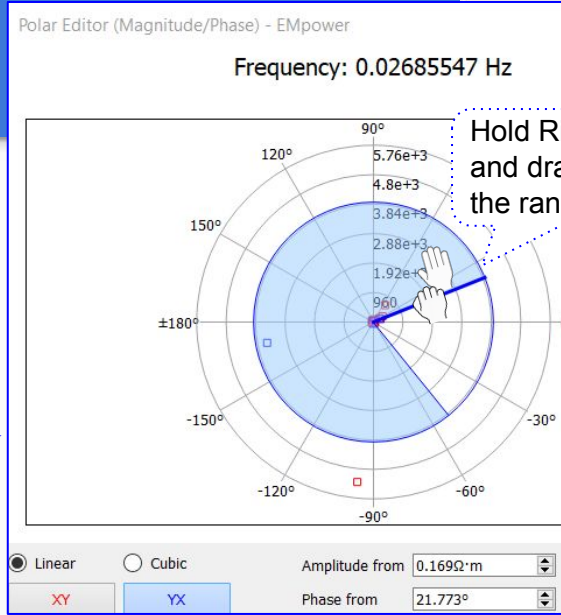 Polar Editor (Magnitude/Phase) - EMpower
Frequency: 0.02685547 Hz
Hold R
and dra
the ran
90°
120°
5.76e+3
4.8e+3
150°
3.84e+3
2.88e+3
1.92e+
960
±180°
-150°
-30°
-120°
-60°
-90°
Linear
Cubic
Amplitude from 0.169Ω·m
XY
YX
Phase from 21.773°